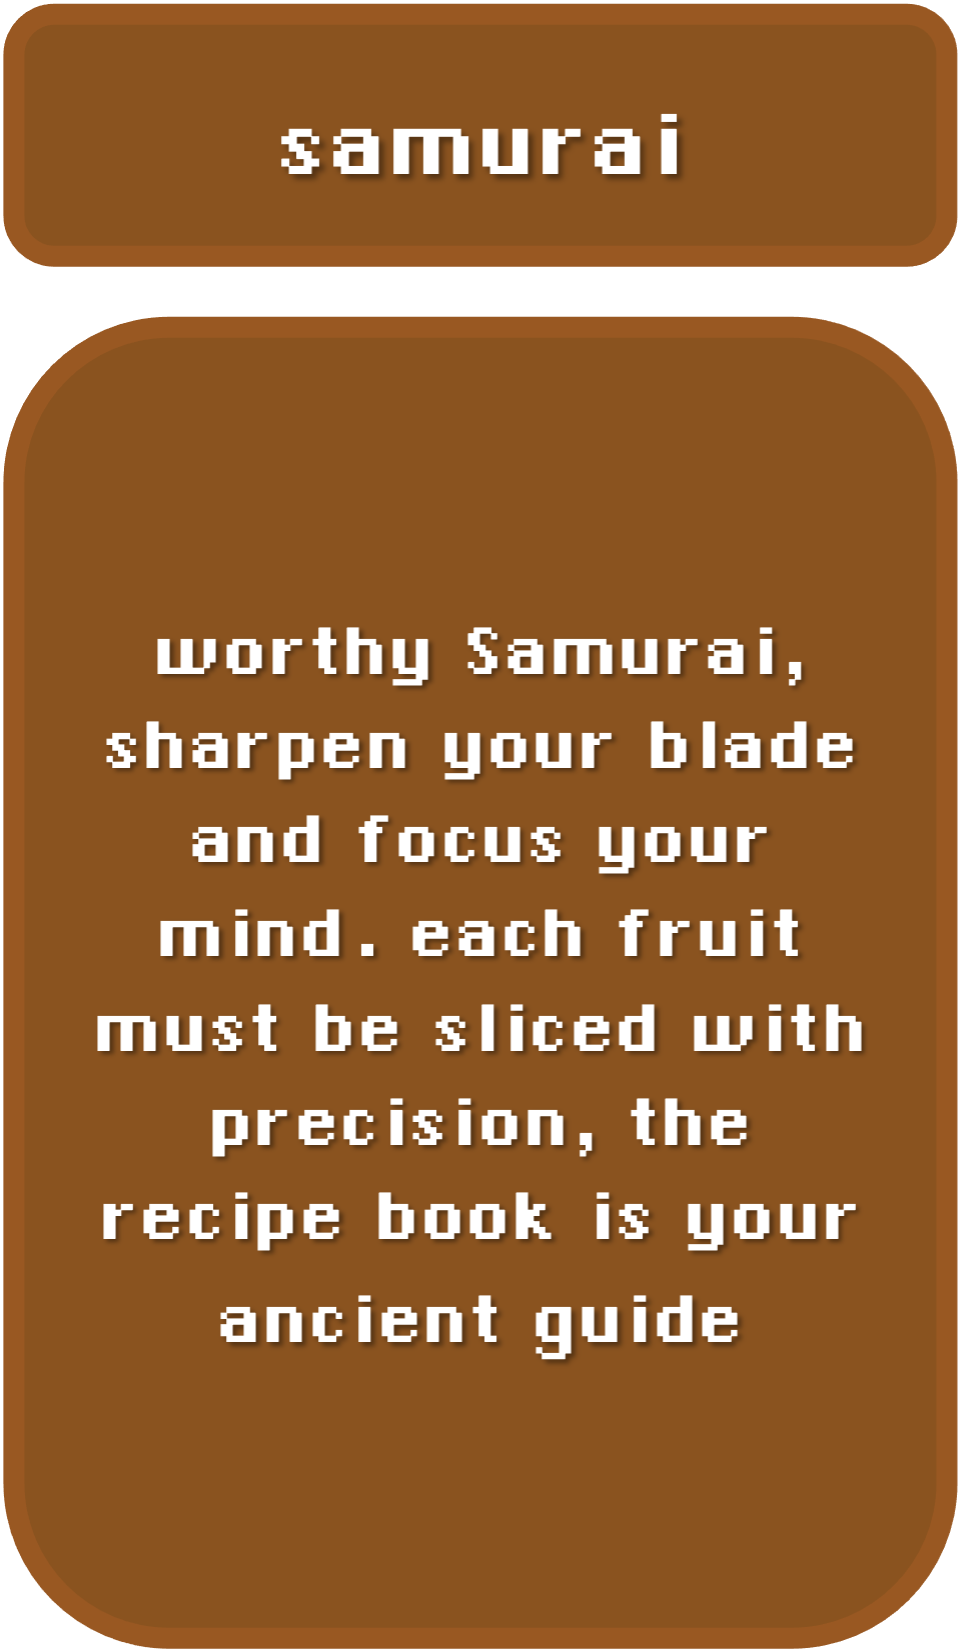 samurai
worthy Samurai,
sharpen your blade
and focus your
mind. each fruit
must be sliced with
precision, the
recipe book is your
ancient guide